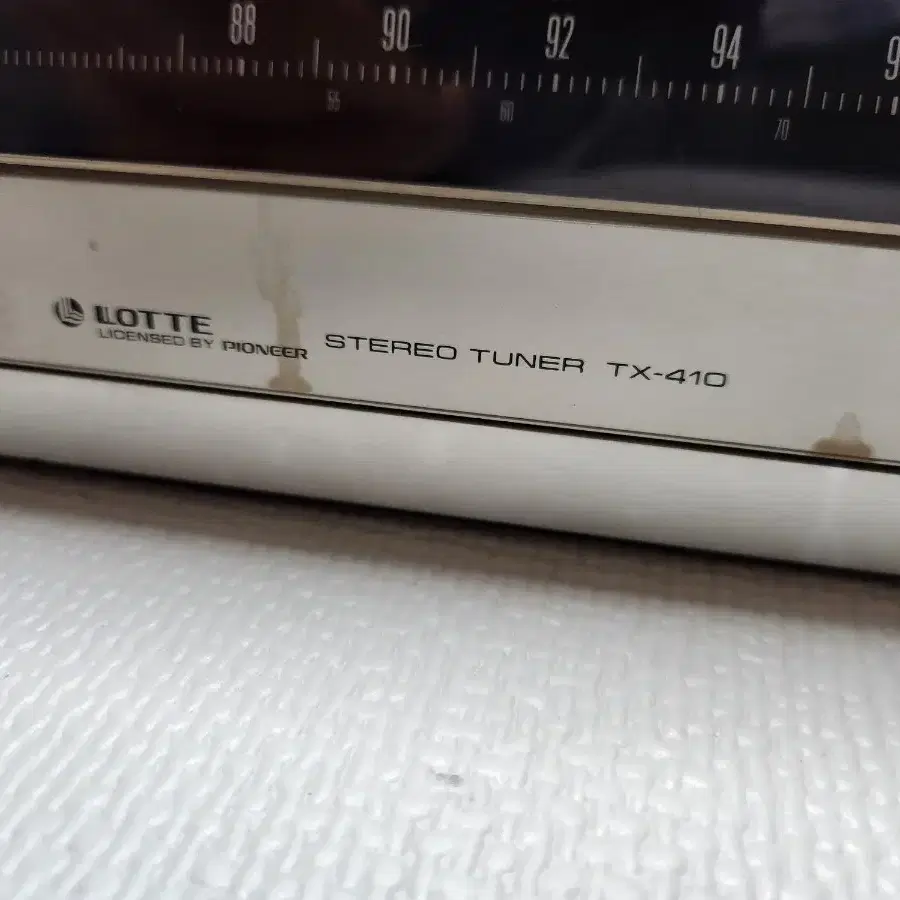 88 90 92 94
55 60 70
LOTTE
LICENSED BY PIONEER
STEREO TUNER TX-410